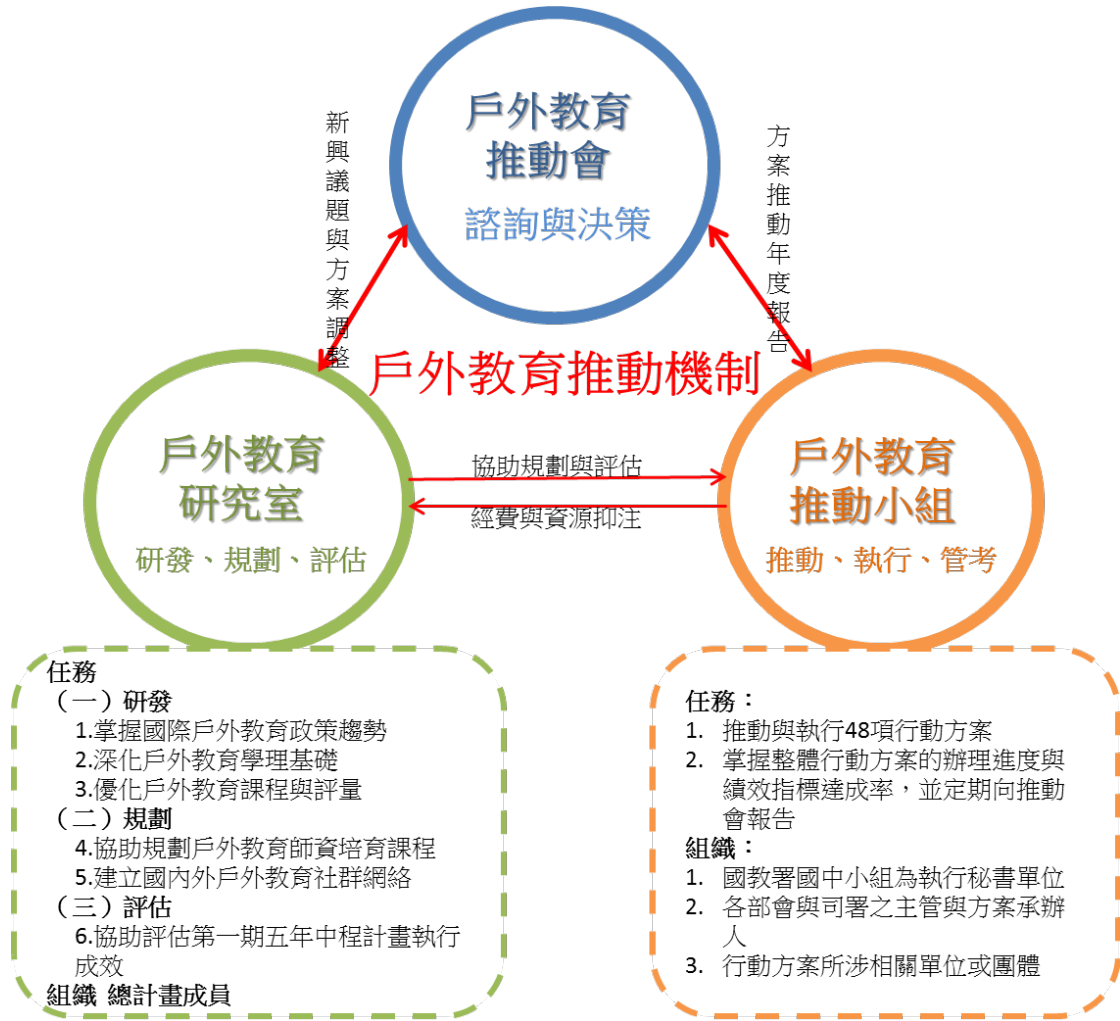 戶外教育
推動會
諮詢與決策
新興議題與方案調整
方案推動年度報告
戶外教育推動機制
戶外教育
研究室
研發、規劃、評估
協助規劃與評估
經費與資源抑注
戶外教育
推動小組
推動、執行、管考
任務
（一）研發
1.掌握國際戶外教育政策趨勢
2.深化戶外教育學理基礎
3.優化戶外教育課程與評量
（二）規劃
4.協助規劃戶外教育師資培育課程
5.建立國內外戶外教育社群網絡
（三）評估
6.協助評估第一期五年中程計畫執行
成效
組織 總計畫成員
任務：
1. 推動與執行48項行動方案
2. 掌握整體行動方案的辦理進度與
績效指標達成率，並定期向推動
會報告
組織：
1. 國教署國中小組為執行秘書單位
2. 各部會與司署之主管與方案承辦
人
3. 行動方案所涉相關單位或團體